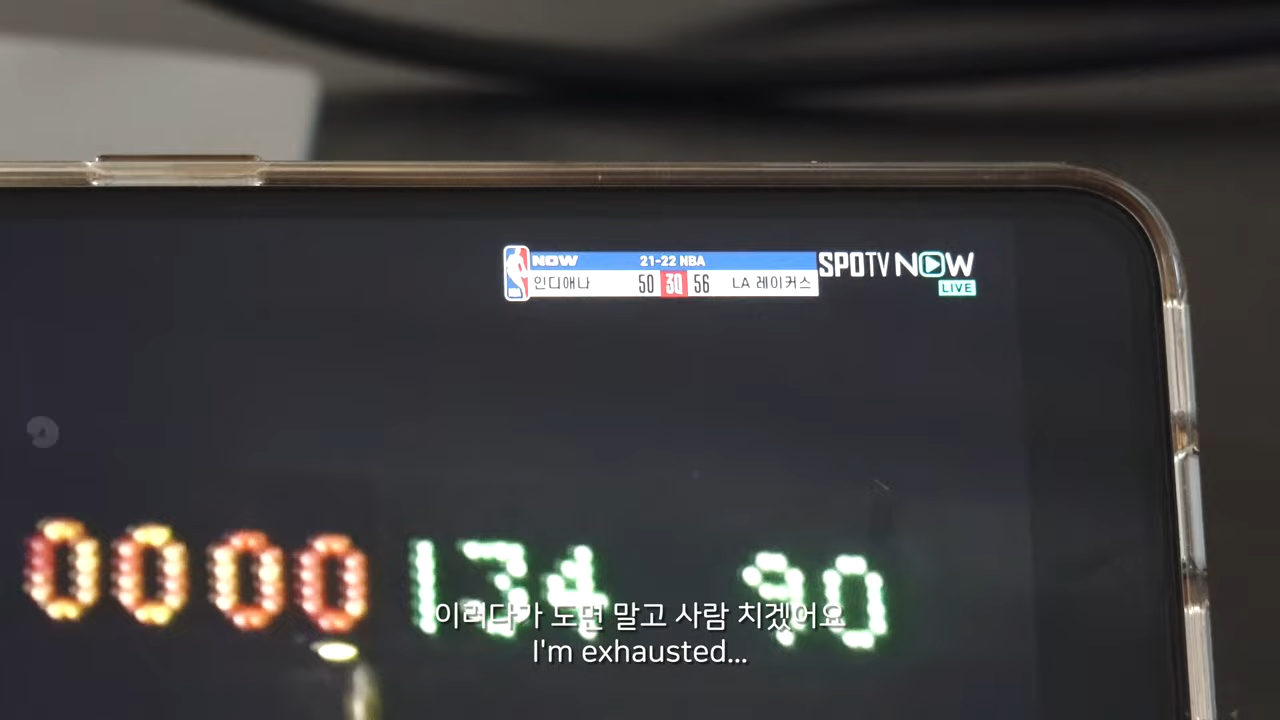 NOW 21-22 NBA
인디애나 50 3Q 56 LA 레이커스
SPOTV NOW
LIVE
0000 134 90
이러다가 도면 말고 사람 치겠어요
I'm exhausted...